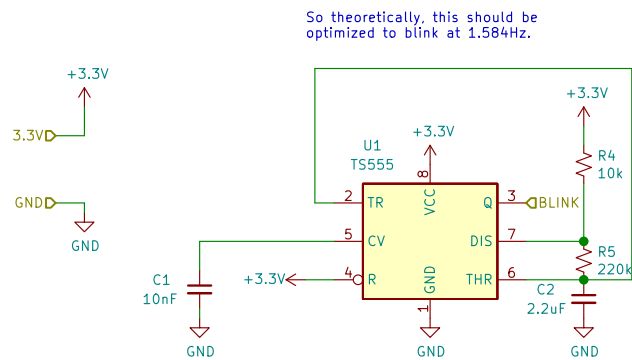 So theoretically, this should be
optimized to blink at 1.584Hz.
+3.3V
+3.3V
3.3V
U1
TS555
+3.3V
R4
10k
8
VCC
GND
2
TR
Q
3
BLINK
GND
5
CV
DIS
7
R5
220k
C1
10nF
+3.3V
4
R
GND
THR
6
C2
2.2uF
1
GND
GND
GND